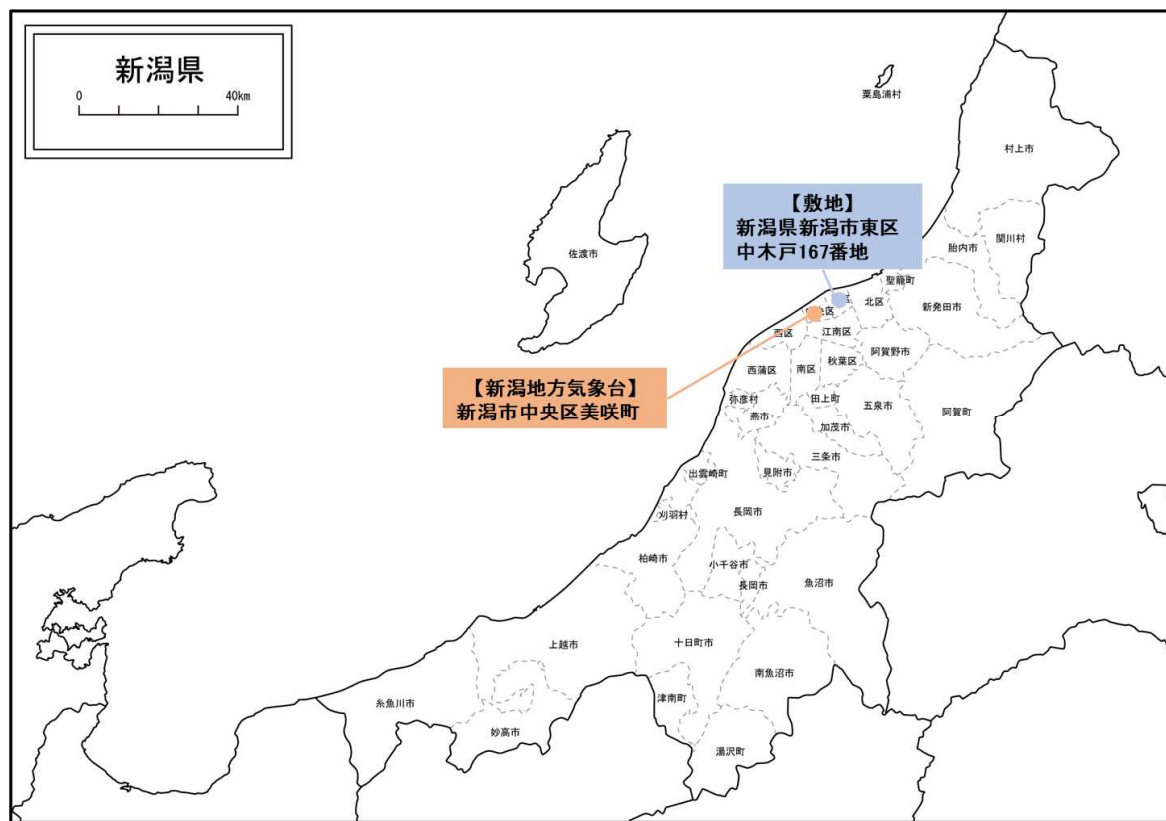 新潟県
0 40km
粟島浦村
村上市
【敷地】
新潟県新潟市東区
中木戸167番地
関川村
胎内市
佐渡市
聖籠町
北区
新発田市
区
央区
江南区
西区
阿賀野市
秋葉区
西蒲区
南区
【新潟地方気象台】
新潟市中央区美咲町
弥彦村
田上町
五泉市
阿賀町
燕市
加茂市
三条市
出雲崎町
見附市
長岡市
刈羽村
柏崎市
小千谷市
長岡市
魚沼市
上越市
十日町市
南魚沼市
津南町
糸魚川市
妙高市
湯沢町